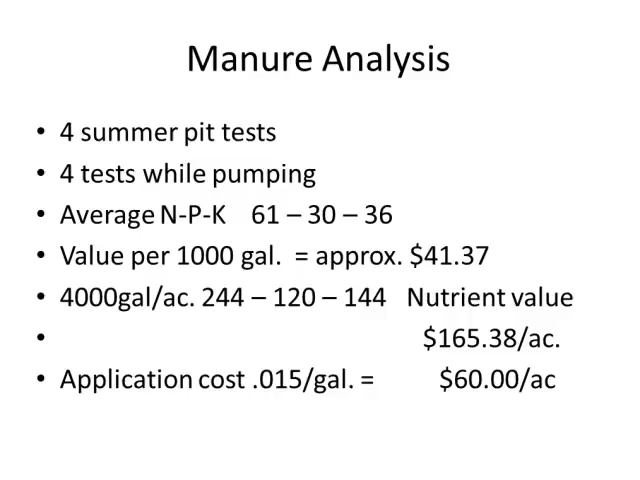 Manure Analysis
• 4 summer pit tests
• 4 tests while pumping
• Average N-P-K 61 – 30 – 36
• Value per 1000 gal. = approx. $41.37
• 4000gal/ac. 244 – 120 – 144 Nutrient value
• $165.38/ac.
• Application cost .015/gal. = $60.00/ac